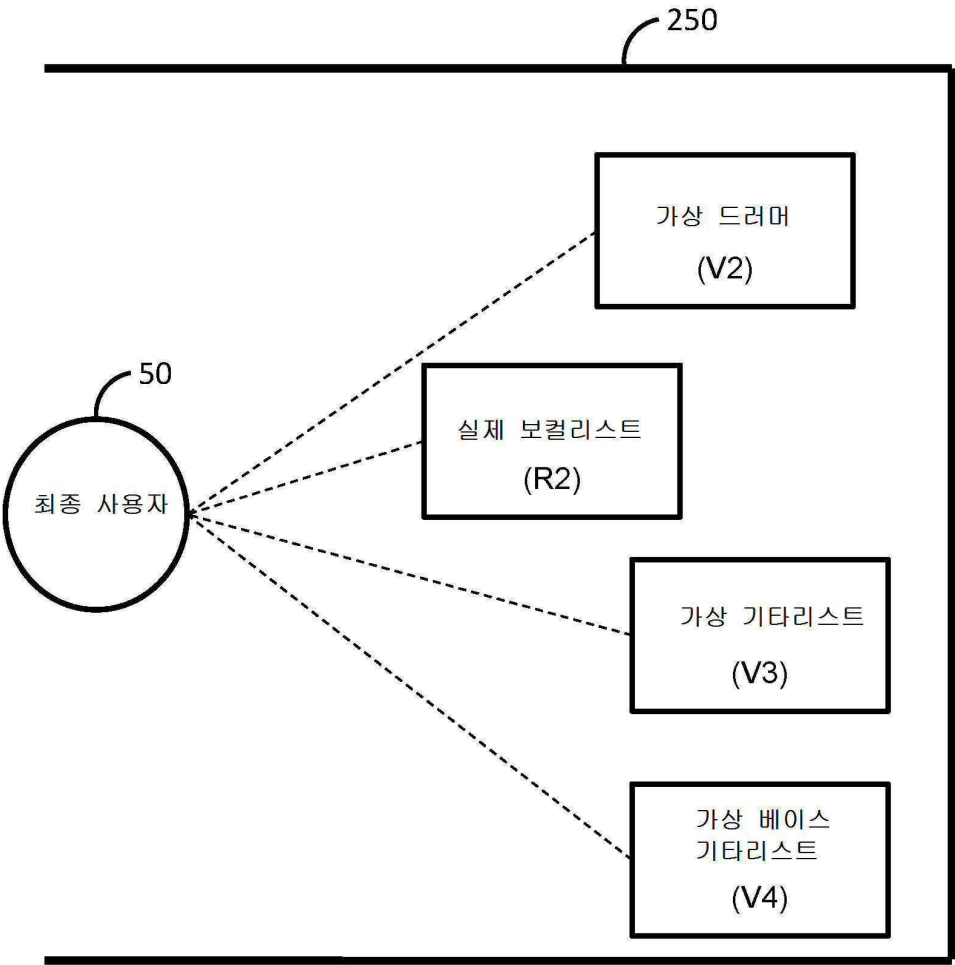 250
가상 드러머
(V2)
50
실제 보컬리스트
(R2)
최종 사용자
가상 기타리스트
(V3)
가상 베이스
기타리스트
(V4)